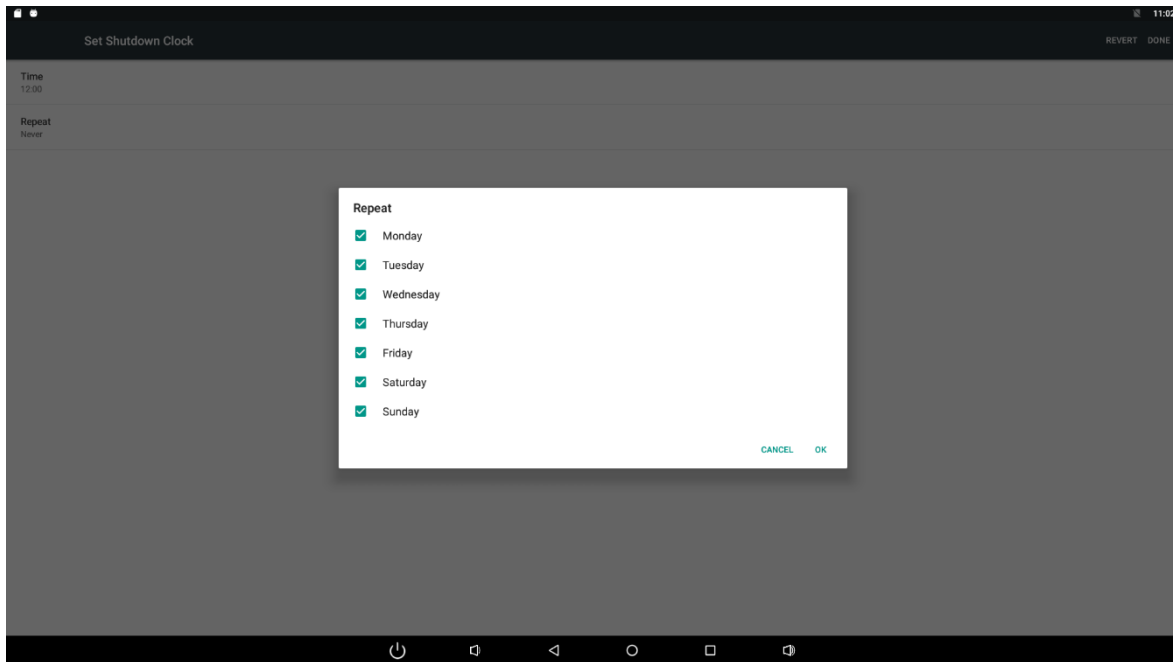 11:02
Set Shutdown Clock
REVERT DONE
Time
12:00
Repeat
Never
Repeat
Monday
Tuesday
Wednesday
Thursday
Friday
Saturday
Sunday
CANCEL OK